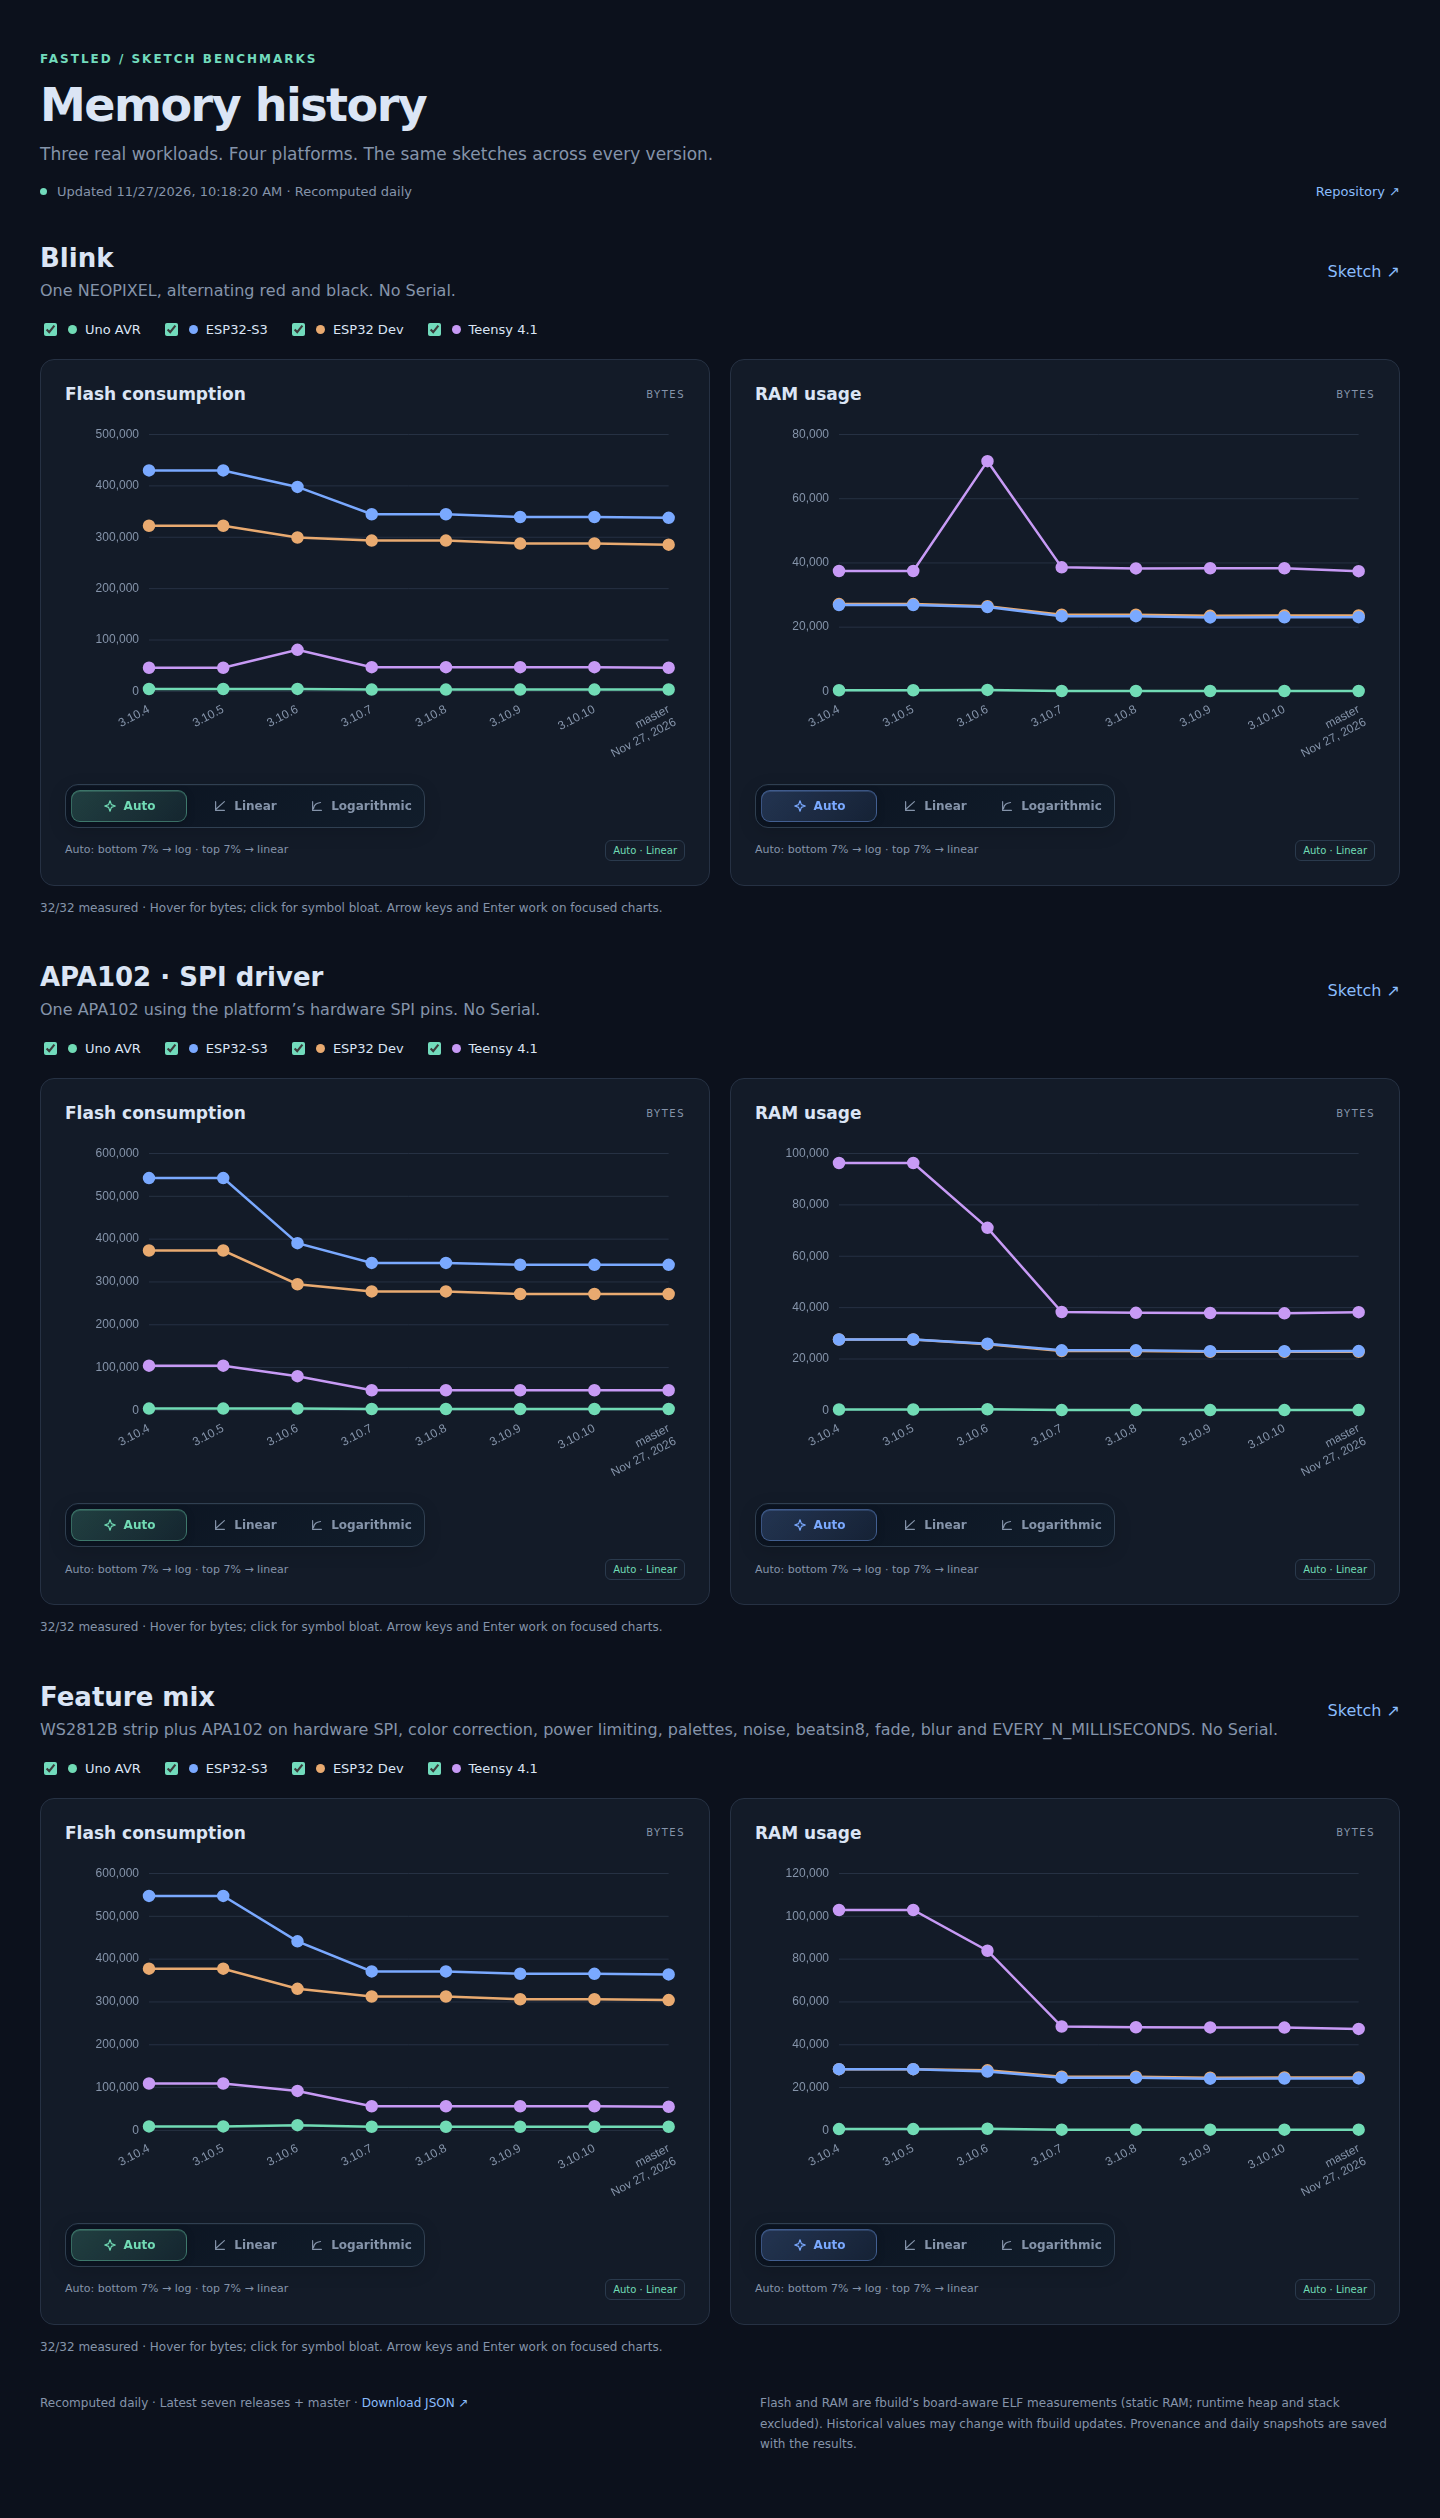 FASTLED / SKETCH BENCHMARKS
Memory history
Three real workloads. Four platforms. The same sketches across every version.
Updated 11/27/2026, 10:18:20 AM · Recomputed daily
Repository ↗
Blink
Sketch ↗
One NEOPIXEL, alternating red and black. No Serial.
Uno AVR ESP32-S3 ESP32 Dev Teensy 4.1
Flash consumption
BYTES
500,000
400,000
300,000
200,000
100,000
0
3.10.4
3.10.5
3.10.6
3.10.7
3.10.8
3.10.9
3.10.10
master
Nov 27, 2026
Auto Linear Logarithmic
Auto: bottom 7% → log · top 7% → linear
Auto · Linear
RAM usage
BYTES
80,000
60,000
40,000
20,000
0
3.10.4
3.10.5
3.10.6
3.10.7
3.10.8
3.10.9
3.10.10
master
Nov 27, 2026
Auto Linear Logarithmic
Auto: bottom 7% → log · top 7% → linear
Auto · Linear
32/32 measured · Hover for bytes; click for symbol bloat. Arrow keys and Enter work on focused charts.
APA102 · SPI driver
Sketch ↗
One APA102 using the platform’s hardware SPI pins. No Serial.
Uno AVR ESP32-S3 ESP32 Dev Teensy 4.1
Flash consumption
BYTES
600,000
500,000
400,000
300,000
200,000
100,000
0
3.10.4
3.10.5
3.10.6
3.10.7
3.10.8
3.10.9
3.10.10
master
Nov 27, 2026
Auto Linear Logarithmic
Auto: bottom 7% → log · top 7% → linear
Auto · Linear
RAM usage
BYTES
100,000
80,000
60,000
40,000
20,000
0
3.10.4
3.10.5
3.10.6
3.10.7
3.10.8
3.10.9
3.10.10
master
Nov 27, 2026
Auto Linear Logarithmic
Auto: bottom 7% → log · top 7% → linear
Auto · Linear
32/32 measured · Hover for bytes; click for symbol bloat. Arrow keys and Enter work on focused charts.
Feature mix
Sketch ↗
WS2812B strip plus APA102 on hardware SPI, color correction, power limiting, palettes, noise, beatsin8, fade, blur and EVERY_N_MILLISECONDS. No Serial.
Uno AVR ESP32-S3 ESP32 Dev Teensy 4.1
Flash consumption
BYTES
600,000
500,000
400,000
300,000
200,000
100,000
0
3.10.4
3.10.5
3.10.6
3.10.7
3.10.8
3.10.9
3.10.10
master
Nov 27, 2026
Auto Linear Logarithmic
Auto: bottom 7% → log · top 7% → linear
Auto · Linear
RAM usage
BYTES
120,000
100,000
80,000
60,000
40,000
20,000
0
3.10.4
3.10.5
3.10.6
3.10.7
3.10.8
3.10.9
3.10.10
master
Nov 27, 2026
Auto Linear Logarithmic
Auto: bottom 7% → log · top 7% → linear
Auto · Linear
32/32 measured · Hover for bytes; click for symbol bloat. Arrow keys and Enter work on focused charts.
Recomputed daily · Latest seven releases + master · Download JSON ↗
Flash and RAM are fbuild’s board-aware ELF measurements (static RAM; runtime heap and stack
excluded). Historical values may change with fbuild updates. Provenance and daily snapshots are saved
with the results.